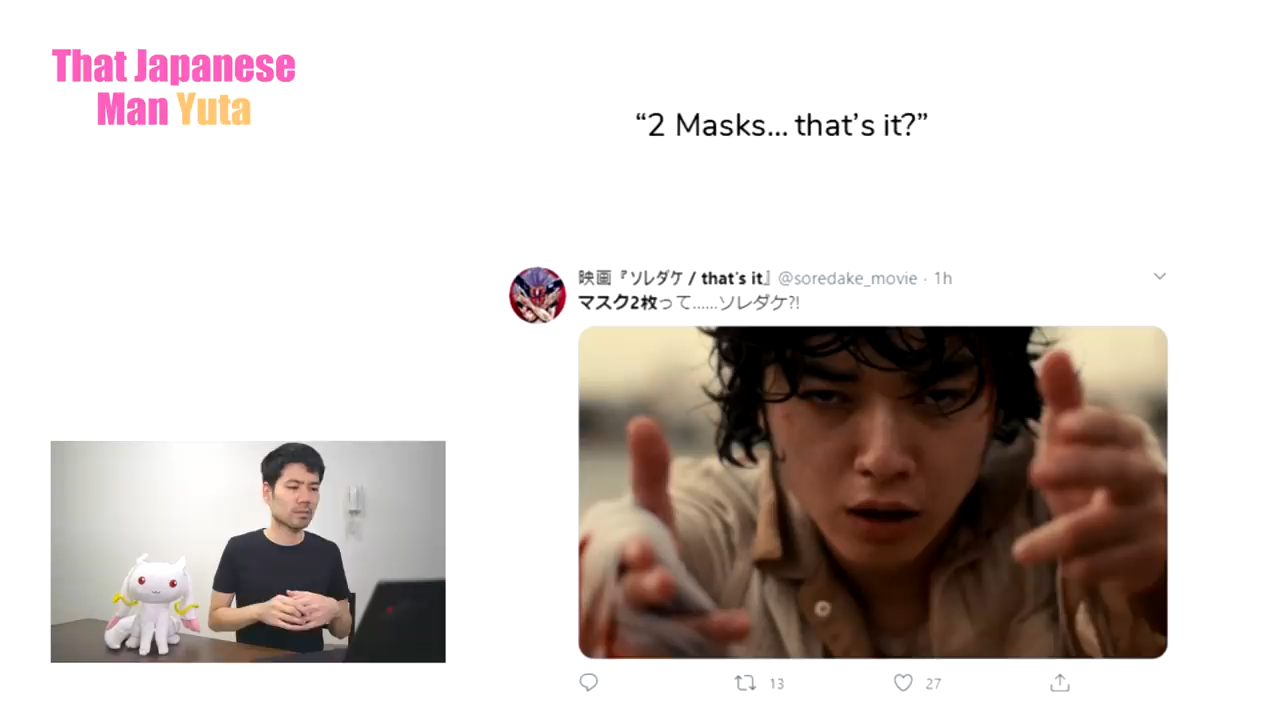 That Japanese
Man Yuta
“2 Masks... that’s it?”
映画『ソレダケ / that's it』 @soredake_movie · 1h
マスク2枚って......ソレダケ?!
13
27